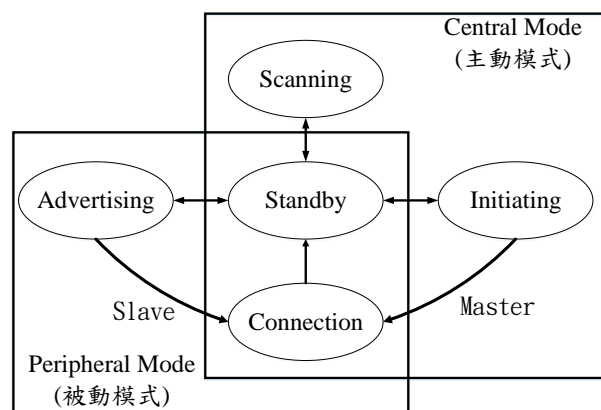 Central Mode
(主動模式)
Scanning
Advertising
Standby
Initiating
Slave
Master
Connection
Peripheral Mode
(被動模式)